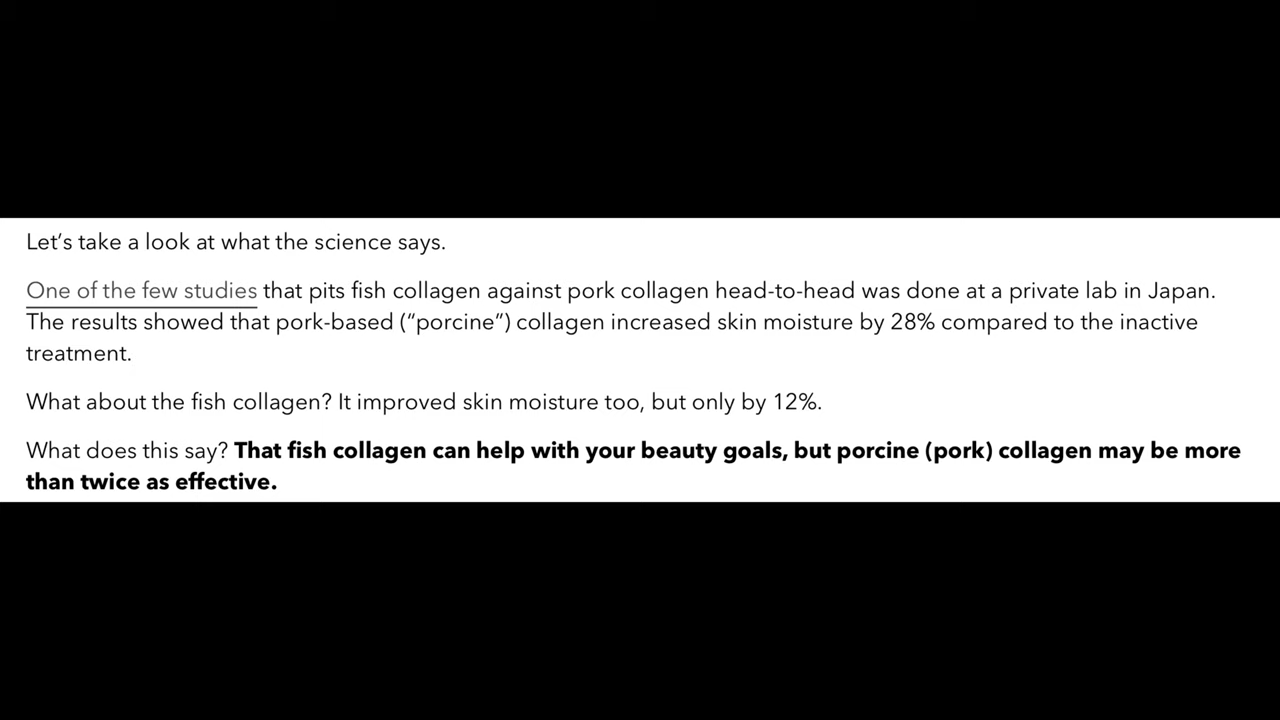 Let’s take a look at what the science says.
One of the few studies that pits fish collagen against pork collagen head-to-head was done at a private lab in Japan.
The results showed that pork-based (“porcine”) collagen increased skin moisture by 28% compared to the inactive
treatment.
What about the fish collagen? It improved skin moisture too, but only by 12%.
What does this say? That fish collagen can help with your beauty goals, but porcine (pork) collagen may be more
than twice as effective.